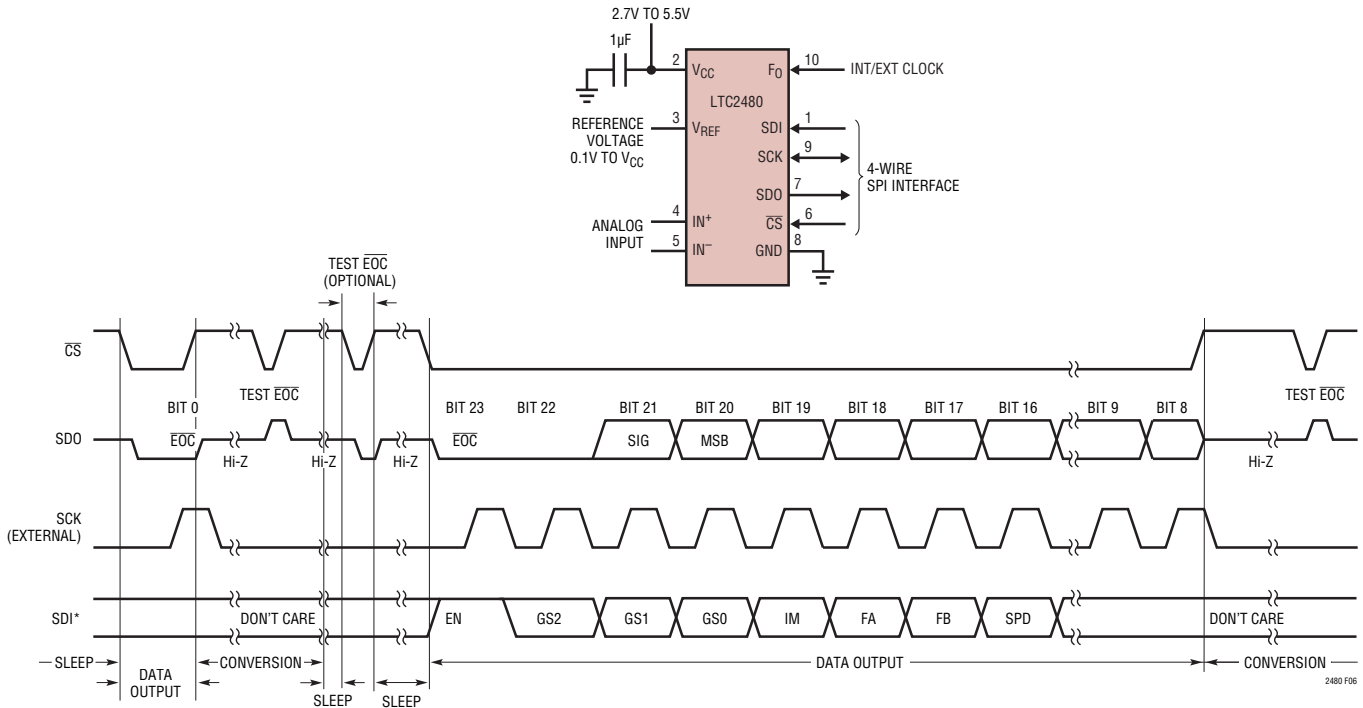 2.7V TO 5.5V
1µF
2
VCC
FO
10
INT/EXT CLOCK
LTC2480
REFERENCE
VOLTAGE
0.1V TO VCC
3
VREF
SDI
1
SCK
9
SDO
7
CS
6
4-WIRE
SPI INTERFACE
ANALOG
INPUT
4
IN+
5
IN–
GND
8
TEST EOC
(OPTIONAL)
CS
TEST EOC
TEST EOC
BIT 0
BIT 23
BIT 22
BIT 21
BIT 20
BIT 19
BIT 18
BIT 17
BIT 16
BIT 9
BIT 8
SDO
EOC
EOC
SIG
MSB
Hi-Z
Hi-Z
Hi-Z
Hi-Z
SCK
(EXTERNAL)
SDI*
DON'T CARE
EN
GS2
GS1
GS0
IM
FA
FB
SPD
DON'T CARE
SLEEP
DATA
OUTPUT
CONVERSION
SLEEP
SLEEP
DATA OUTPUT
CONVERSION
2480 F06